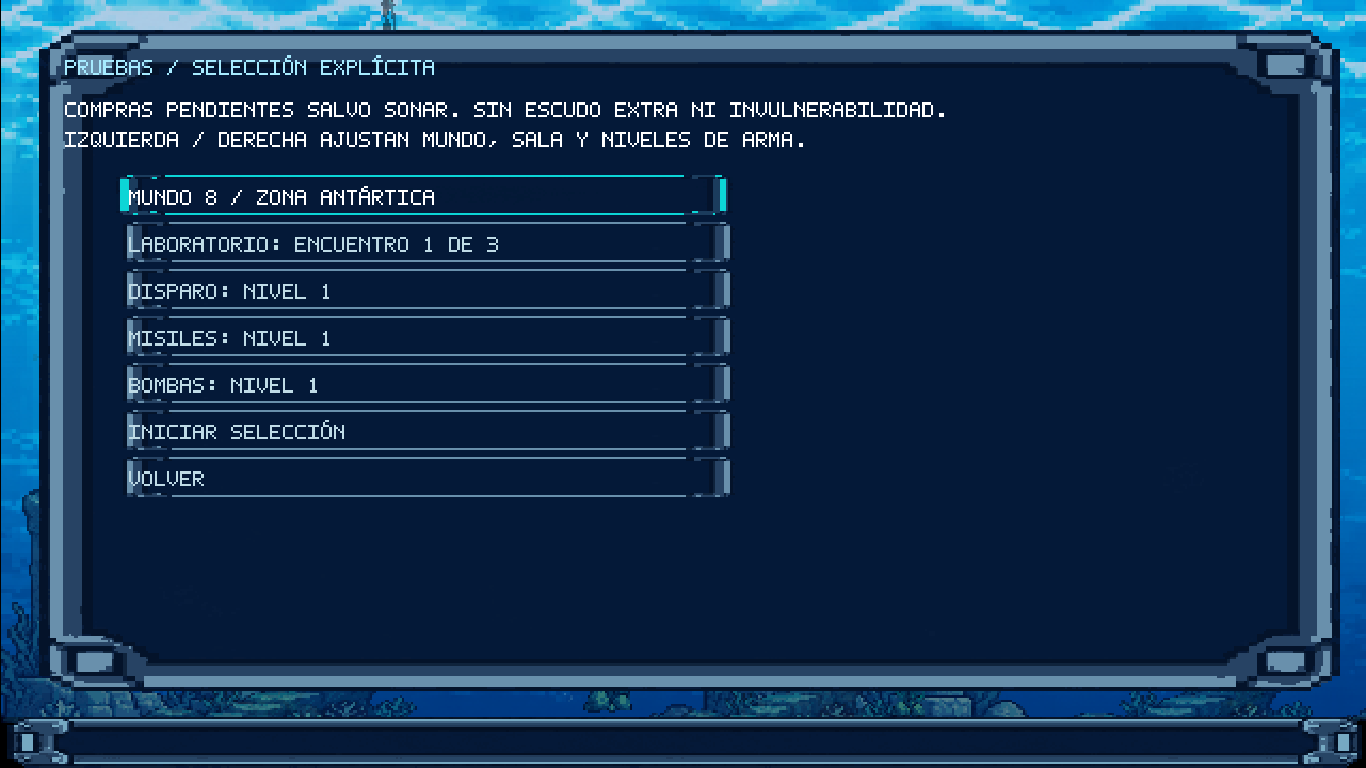 PRUEBAS / SELECCIÓN EXPLÍCITA
COMPRAS PENDIENTES SALVO SONAR. SIN ESCUDO EXTRA NI INVULNERABILIDAD.
IZQUIERDA / DERECHA AJUSTAN MUNDO, SALA Y NIVELES DE ARMA.
MUNDO 8 / ZONA ANTÁRTICA
LABORATORIO: ENCUENTRO 1 DE 3
DISPARO: NIVEL 1
MISILES: NIVEL 1
BOMBAS: NIVEL 1
INICIAR SELECCIÓN
VOLVER